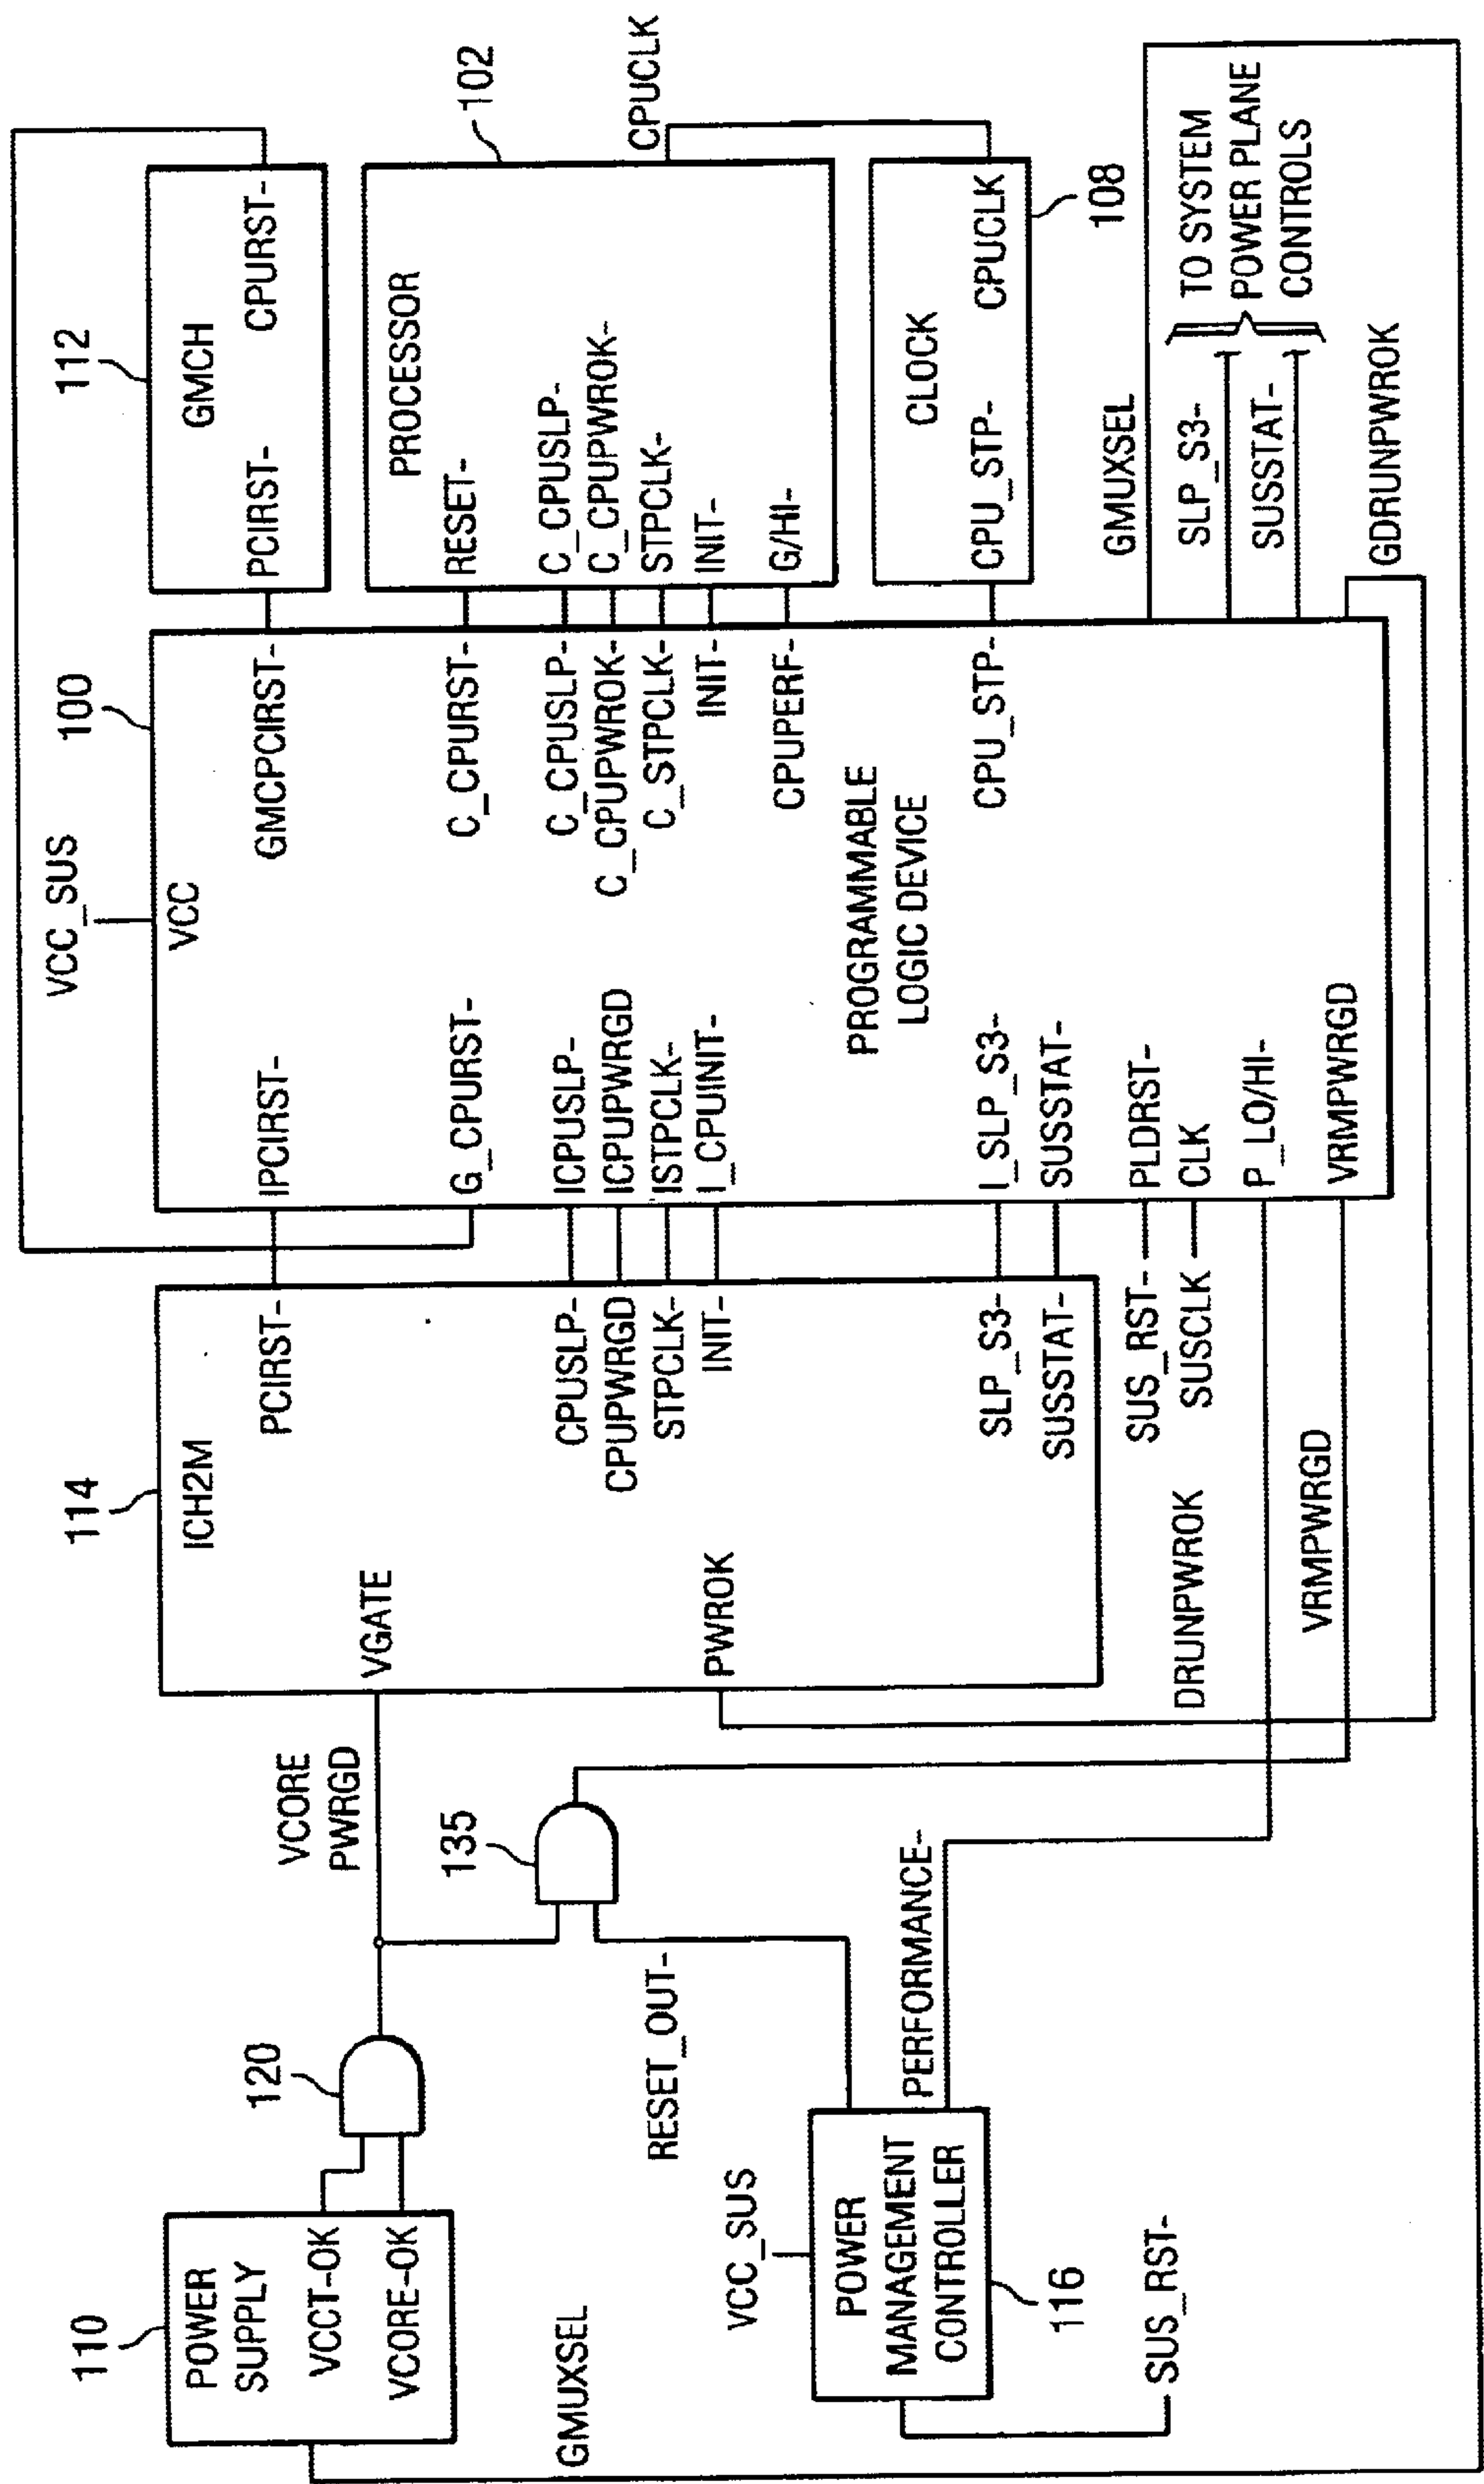 110
POWER
SUPPLY
VCCT-OK
VCORE-OK
GMUXSEL
120
VCORE
PWRGD
135
RESET_OUT-
VCC_SUS
POWER
MANAGEMENT
CONTROLLER
116
SUS_RST-
PERFORMANCE-
114
ICH2M
VGATE
PWROK
PCIRST-
CPUSLP-
CPUPWRGD
STPCLK-
INIT-
SLP_S3-
SUSSTAT-
SUS_RST-
SUSCLK
DRUNPWROK
VRMPWRGD
VCC_SUS
100
VCC
IPCIRST-
G_CPURST-
ICPUSLP-
ICPUPWRGD
ISTPCLK-
I_CPUINIT-
I_SLP_S3-
SUSSTAT-
PLDRST-
CLK
P_LO/HI-
VRMPWRGD
PROGRAMMABLE
LOGIC DEVICE
GMCPCIRST-
C_CPURST-
C_CPUSLP-
C_CPUPWROK-
C_STPCLK-
INIT-
CPUPERF-
CPU_STP-
112
GMCH
PCIRST-
CPURST-
102
PROCESSOR
RESET-
C_CPUSLP-
C_CPUPWROK-
STPCLK-
INIT-
G/HI-
CPUCLK
CLOCK
CPU_STP-
CPUCLK
108
GMUXSEL
SLP_S3-
SUSSTAT-
TO SYSTEM
POWER PLANE
CONTROLS
GDRUNPWROK